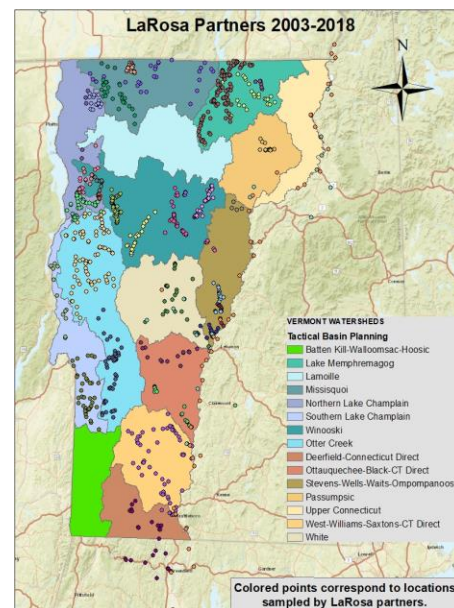 LaRosa Partners 2003-2018
N
VERMONT WATERSHEDS
Tactical Basin Planning
Batten Kill-Walloomsac-Hoosic
Lake Memphremagog
Lamoille
Missisquoi
Northern Lake Champlain
Southern Lake Champlain
Winooski
Otter Creek
Deerfield-Connecticut Direct
Ottauquechee-Black-CT Direct
Stevens-Wells-Waits-Ompompanoos
Passumpsic
Upper Connecticut
West-Williams-Saxtons-CT Direct
White
Colored points correspond to locations
sampled by LaRosa partners.